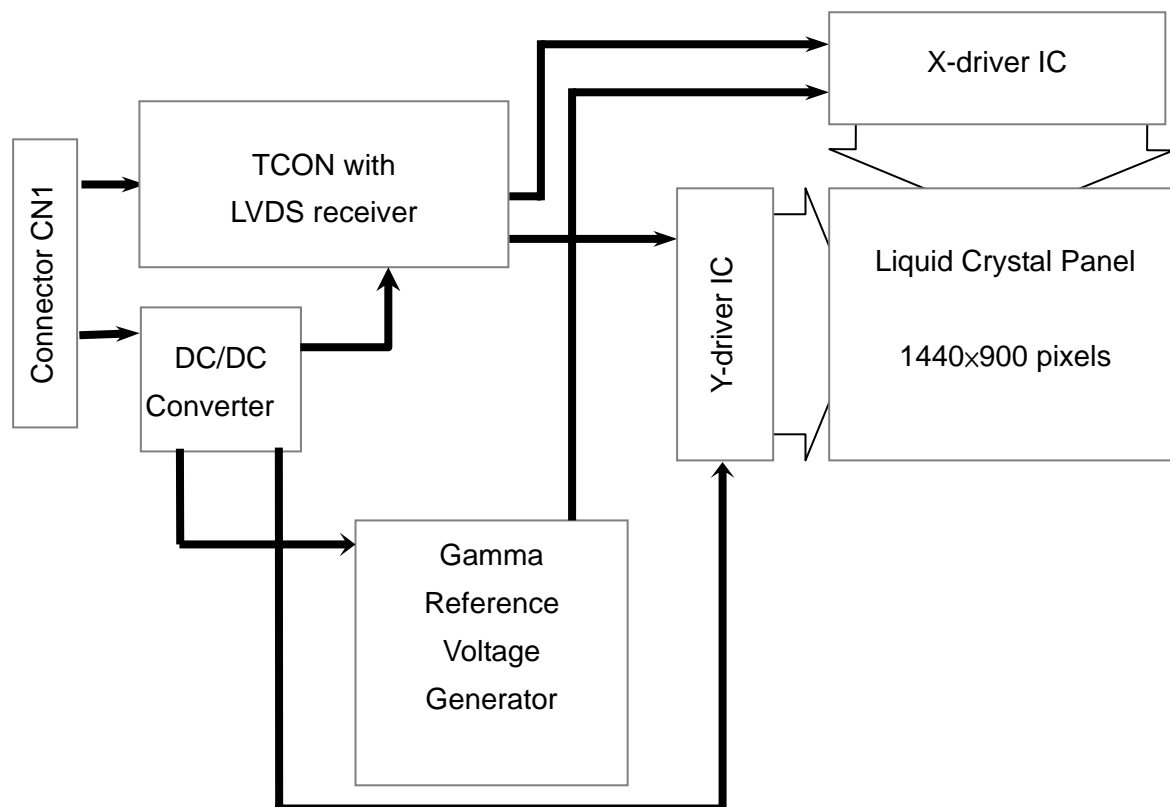 X-driver IC
TCON with
LVDS receiver
Connector CN1
Y-driver IC
Liquid Crystal Panel
1440×900 pixels
DC/DC
Converter
Gamma
Reference
Voltage
Generator